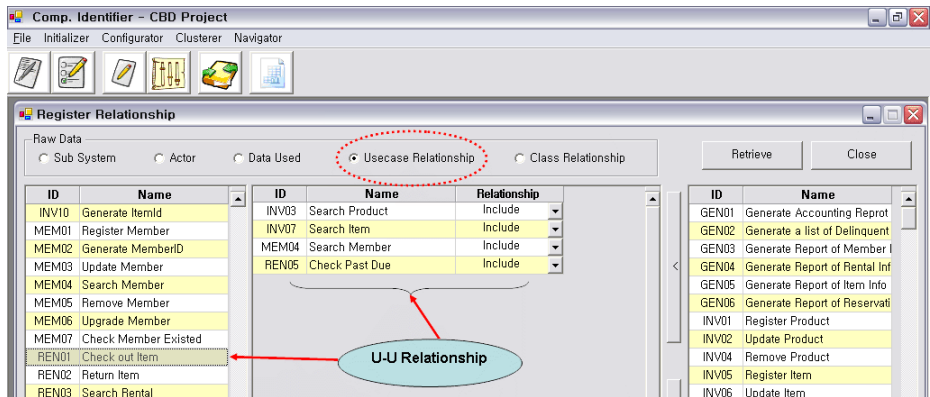 Comp. Identifier - CBD Project
File Initializer Configurator Clusterer Navigator
Register Relationship
Raw Data
Sub System Actor Data Used Usecase Relationship Class Relationship
Retrieve Close
ID Name
INV10 Generate ItemId
MEM01 Register Member
MEM02 Generate MemberID
MEM03 Update Member
MEM04 Search Member
MEM05 Remove Member
MEM06 Upgrade Member
MEM07 Check Member Existed
REN01 Check out Item
REN02 Return Item
REN03 Search Rental
ID Name Relationship
INV03 Search Product Include
INV07 Search Item Include
MEM04 Search Member Include
REN05 Check Past Due Include
U-U Relationship
<
ID Name
GEN01 Generate Accounting Reprot
GEN02 Generate a list of Delinquent
GEN03 Generate Report of Member I
GEN04 Generate Report of Rental Inf
GEN05 Generate Report of Item Info
GEN06 Generate Report of Reservati
INV01 Register Product
INV02 Update Product
INV04 Remove Product
INV05 Register Item
INV06 Update Item